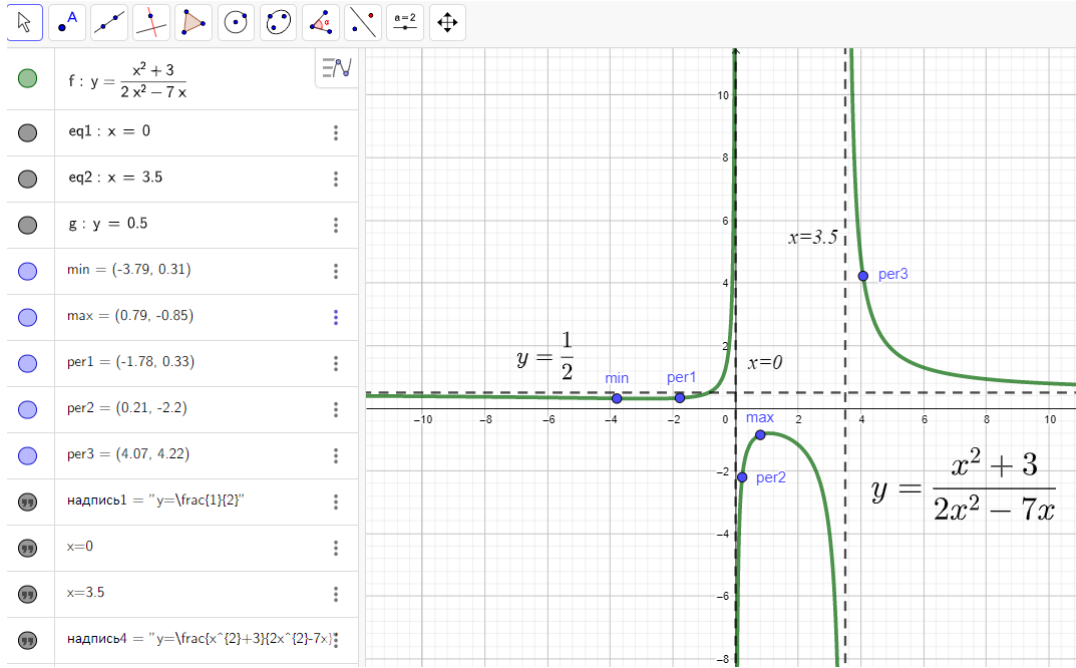 A
α
a=2
f : y = (x² + 3)/(2 x² − 7 x)
eq1 : x = 0
eq2 : x = 3.5
g : y = 0.5
min = (-3.79, 0.31)
max = (0.79, -0.85)
per1 = (-1.78, 0.33)
per2 = (0.21, -2.2)
per3 = (4.07, 4.22)
надпись1 = "y=\frac{1}{2}"
x=0
x=3.5
надпись4 = "y=\frac{x^{2}+3}{2x^{2}-7x}
10
8
6
x=3.5
per3
4
2
y = 1/2
x=0
min
per1
−10
−8
−6
−4
−2
0
2
4
6
8
10
max
−2
per2
y = (x² + 3)/(2x² − 7x)
−4
−6
−8